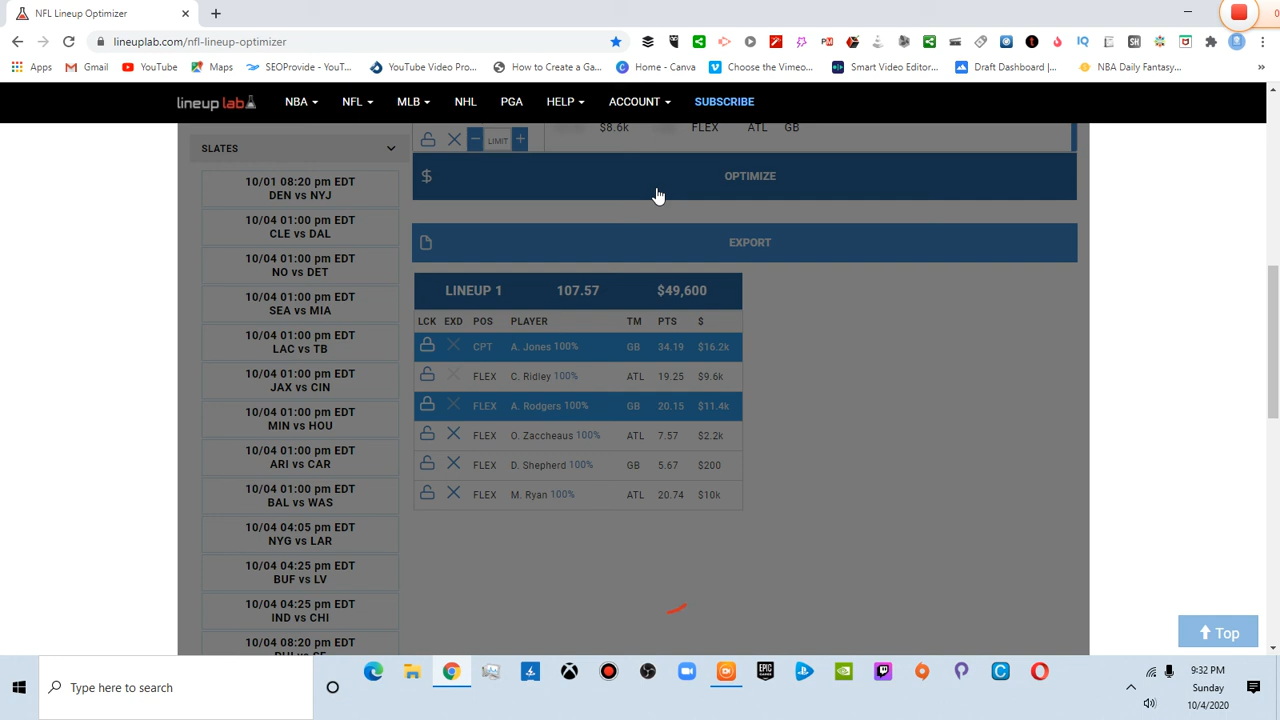 NFL Lineup Optimizer
lineuplab.com/nfl-lineup-optimizer
Apps Gmail YouTube Maps SEOProvide - YouT... YouTube Video Pro... How to Create a Ga... Home - Canva Choose the Vimeo... Smart Video Editor... Draft Dashboard |... NBA Daily Fantasy... »
lineup lab NBA NFL MLB NHL PGA HELP ACCOUNT SUBSCRIBE
SLATES
10/01 08:20 pm EDT
DEN vs NYJ
10/04 01:00 pm EDT
CLE vs DAL
10/04 01:00 pm EDT
NO vs DET
10/04 01:00 pm EDT
SEA vs MIA
10/04 01:00 pm EDT
LAC vs TB
10/04 01:00 pm EDT
JAX vs CIN
10/04 01:00 pm EDT
MIN vs HOU
10/04 01:00 pm EDT
ARI vs CAR
10/04 01:00 pm EDT
BAL vs WAS
10/04 04:05 pm EDT
NYG vs LAR
10/04 04:25 pm EDT
BUF vs LV
10/04 04:25 pm EDT
IND vs CHI
10/04 08:20 pm EDT
LIMIT $8.6k FLEX ATL GB
$ OPTIMIZE
EXPORT
LINEUP 1 107.57 $49,600
LCK EXD POS PLAYER TM PTS $
CPT A. Jones 100% GB 34.19 $16.2k
FLEX C. Ridley 100% ATL 19.25 $9.6k
FLEX A. Rodgers 100% GB 20.15 $11.4k
FLEX O. Zaccheaus 100% ATL 7.57 $2.2k
FLEX D. Shepherd 100% GB 5.67 $200
FLEX M. Ryan 100% ATL 20.74 $10k
Top
Type here to search
9:32 PM
Sunday
10/4/2020